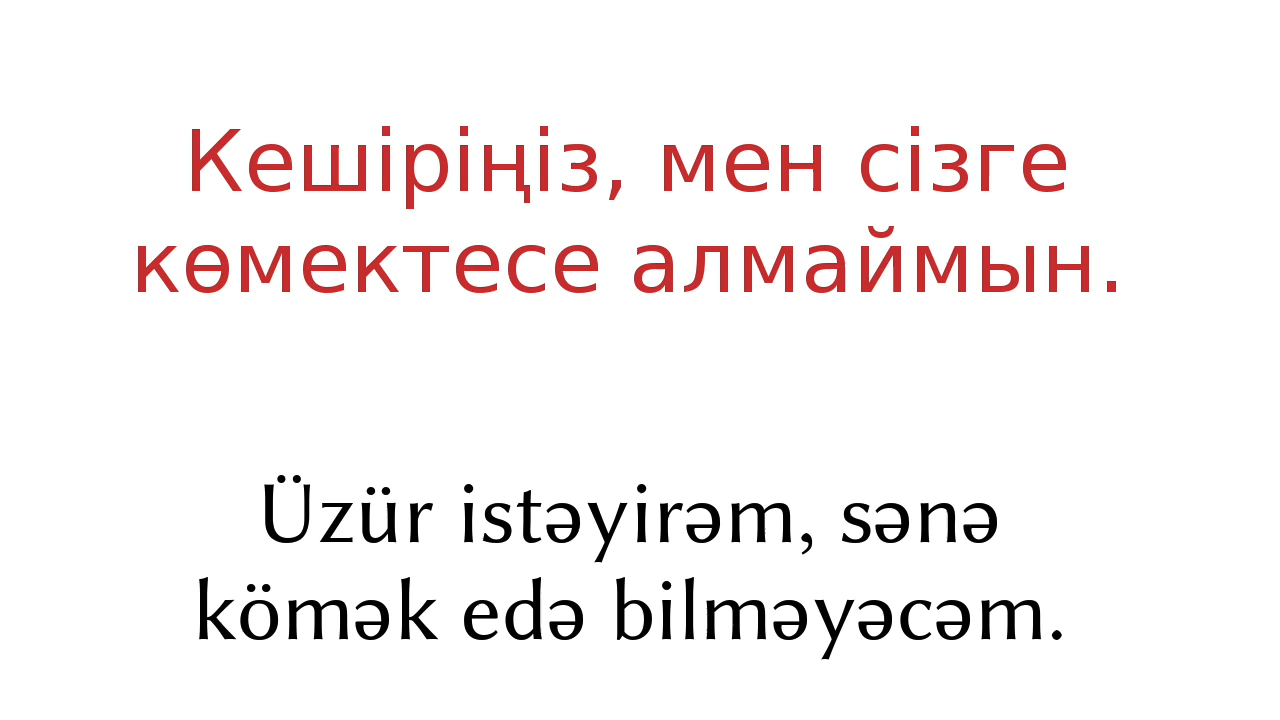 Кешіріңіз, мен сізге
көмектесе алмаймын.
Üzür istəyirəm, sənə
kömək edə bilməyəcəm.